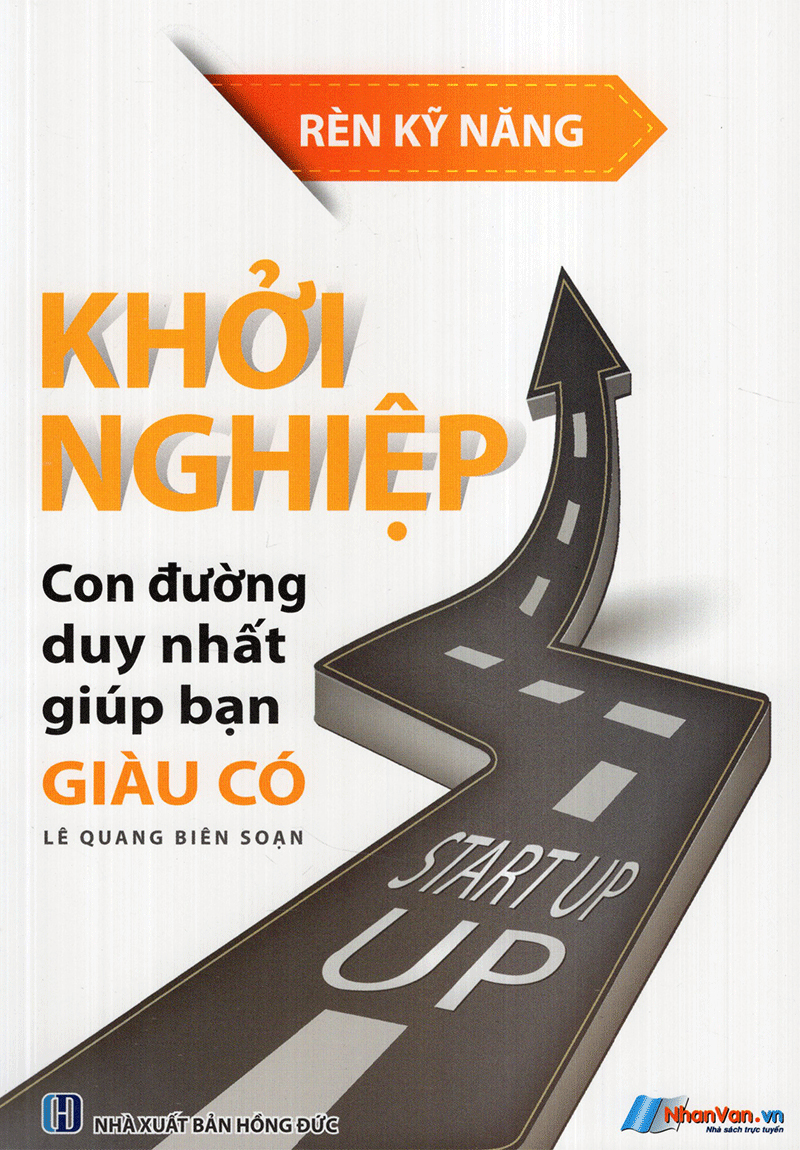 RÈN KỸ NĂNG
KHỞI
NGHIỆP
Con đường
duy nhất
giúp bạn
GIÀU CÓ
LÊ QUANG BIÊN SOẠN
START UP
UP
NHÀ XUẤT BẢN HỒNG ĐỨC
NhanVan.vn
Nhà sách trực tuyến